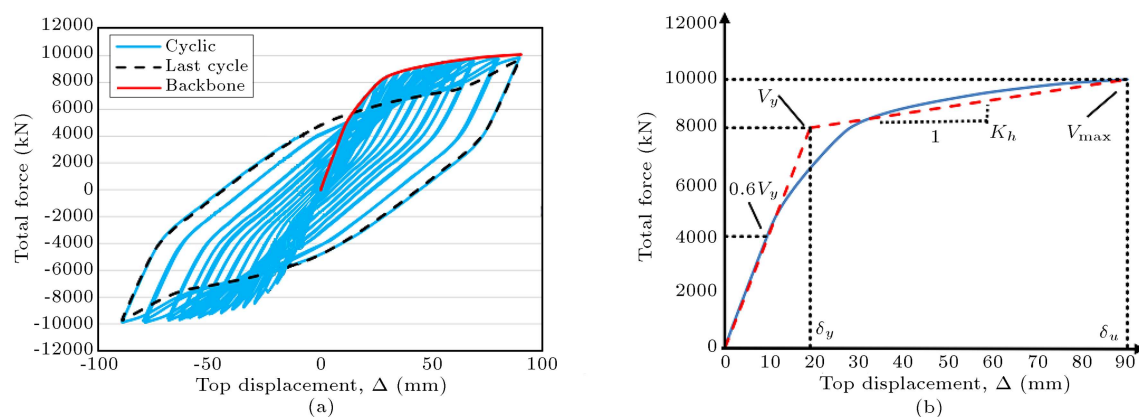 12000
10000
8000
6000
4000
2000
0
-2000
-4000
-6000
-8000
-10000
-12000
Total force (kN)
Cyclic
Last cycle
Backbone
-100
-50
0
50
100
Top displacement, Δ (mm)
(a)
12000
10000
8000
6000
4000
2000
0
Total force (kN)
V_y
0.6V_y
1
K_h
V_max
δ_y
δ_u
0
10
20
30
40
50
60
70
80
90
Top displacement, Δ (mm)
(b)